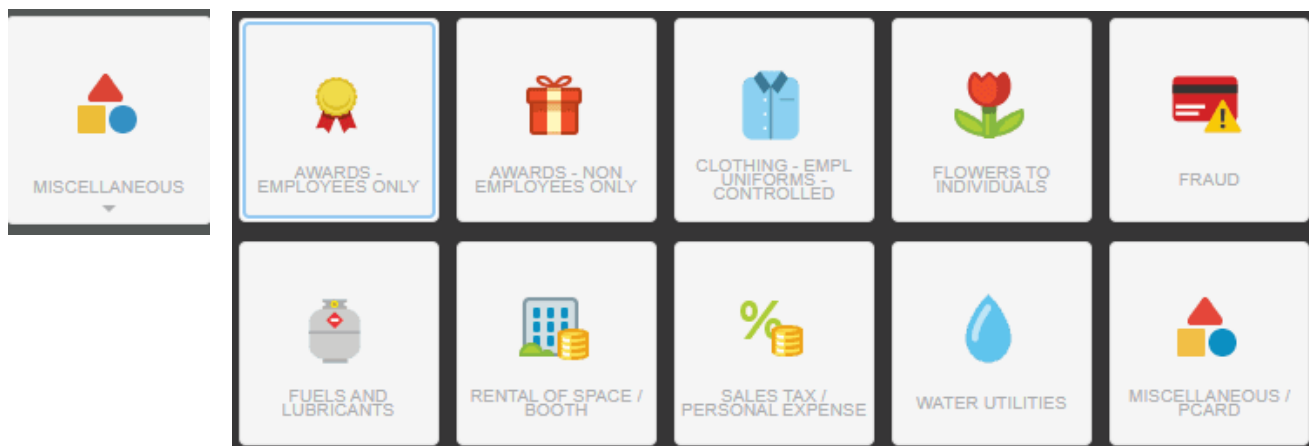 MISCELLANEOUS
AWARDS -
EMPLOYEES ONLY
AWARDS - NON
EMPLOYEES ONLY
CLOTHING - EMPL
UNIFORMS -
CONTROLLED
FLOWERS TO
INDIVIDUALS
FRAUD
FUELS AND
LUBRICANTS
RENTAL OF SPACE /
BOOTH
SALES TAX /
PERSONAL EXPENSE
WATER UTILITIES
MISCELLANEOUS /
PCARD